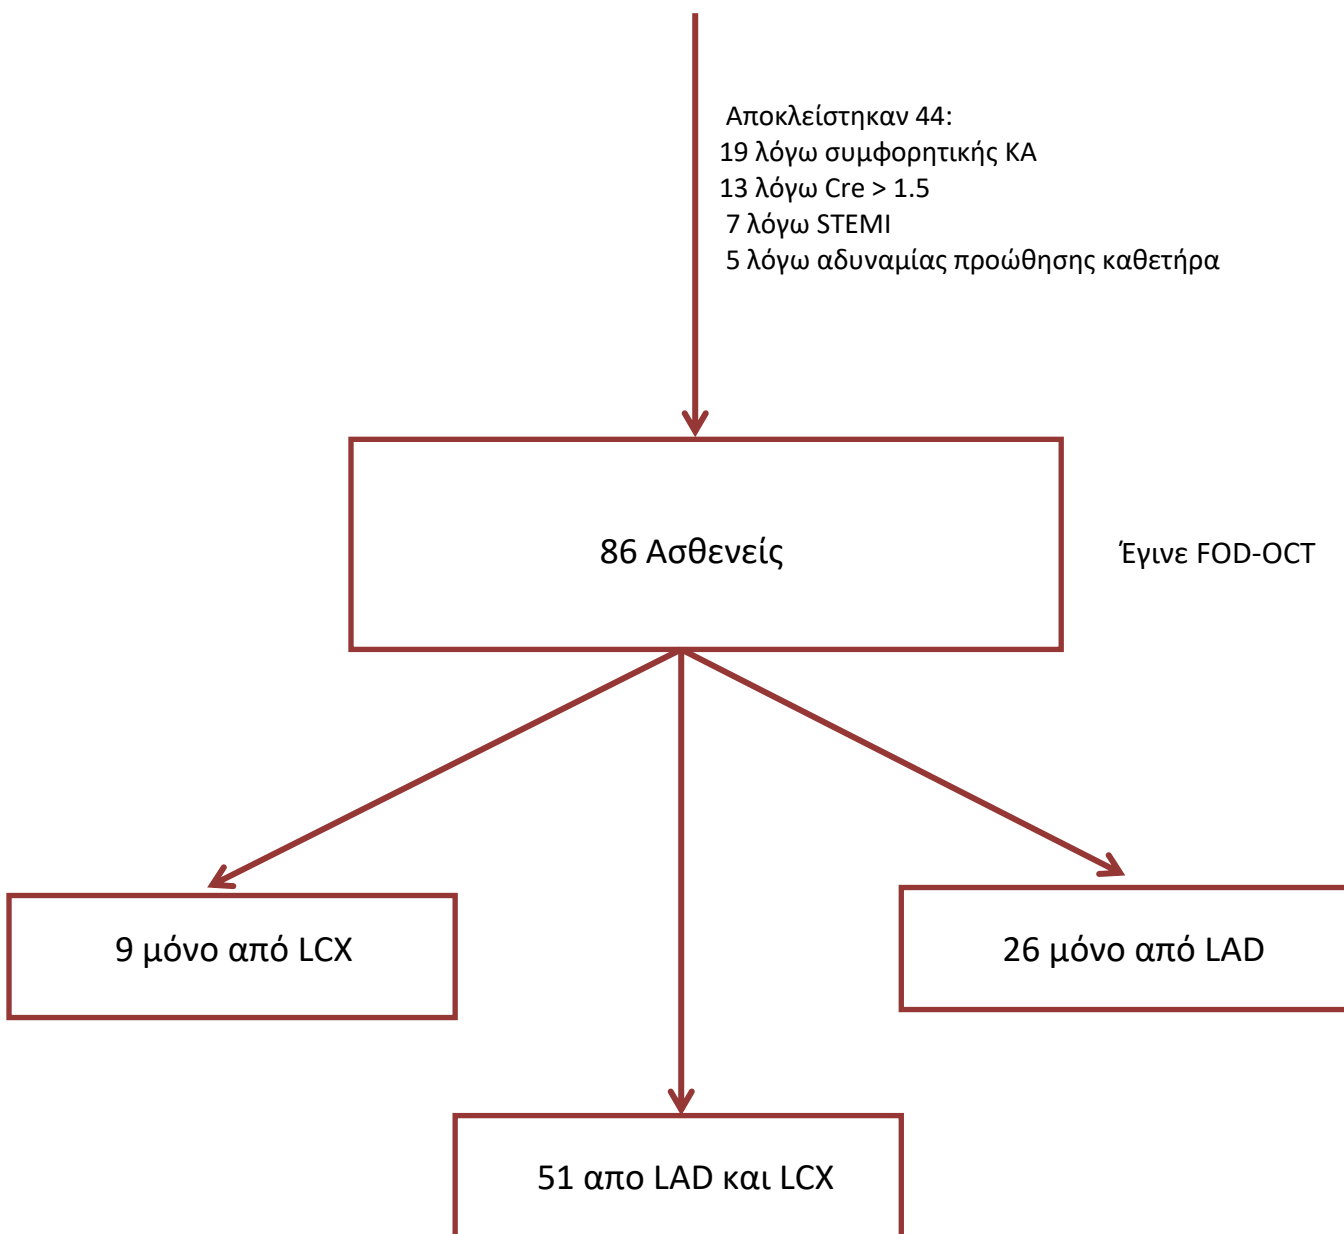 Αποκλείστηκαν 44:
19 λόγω συμφορητικής ΚΑ
13 λόγω Cre > 1.5
7 λόγω STEMI
5 λόγω αδυναμίας προώθησης καθετήρα
86 Ασθενείς
Έγινε FOD-OCT
9 μόνο από LCX
26 μόνο από LAD
51 απο LAD και LCX